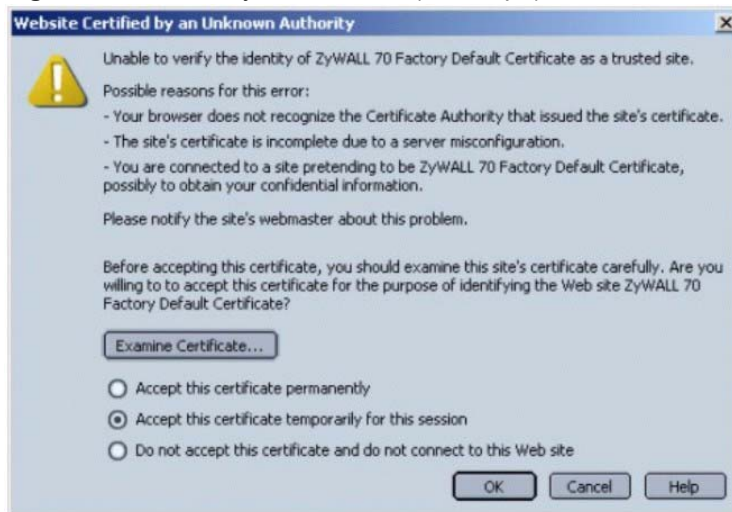 Website Certified by an Unknown Authority
Unable to verify the identity of ZyWALL 70 Factory Default Certificate as a trusted site.
Possible reasons for this error:
- Your browser does not recognize the Certificate Authority that issued the site's certificate.
- The site's certificate is incomplete due to a server misconfiguration.
- You are connected to a site pretending to be ZyWALL 70 Factory Default Certificate,
possibly to obtain your confidential information.
Please notify the site's webmaster about this problem.
Before accepting this certificate, you should examine this site's certificate carefully. Are you
willing to to accept this certificate for the purpose of identifying the Web site ZyWALL 70
Factory Default Certificate?
Examine Certificate...
Accept this certificate permanently
Accept this certificate temporarily for this session
Do not accept this certificate and do not connect to this Web site
OK Cancel Help